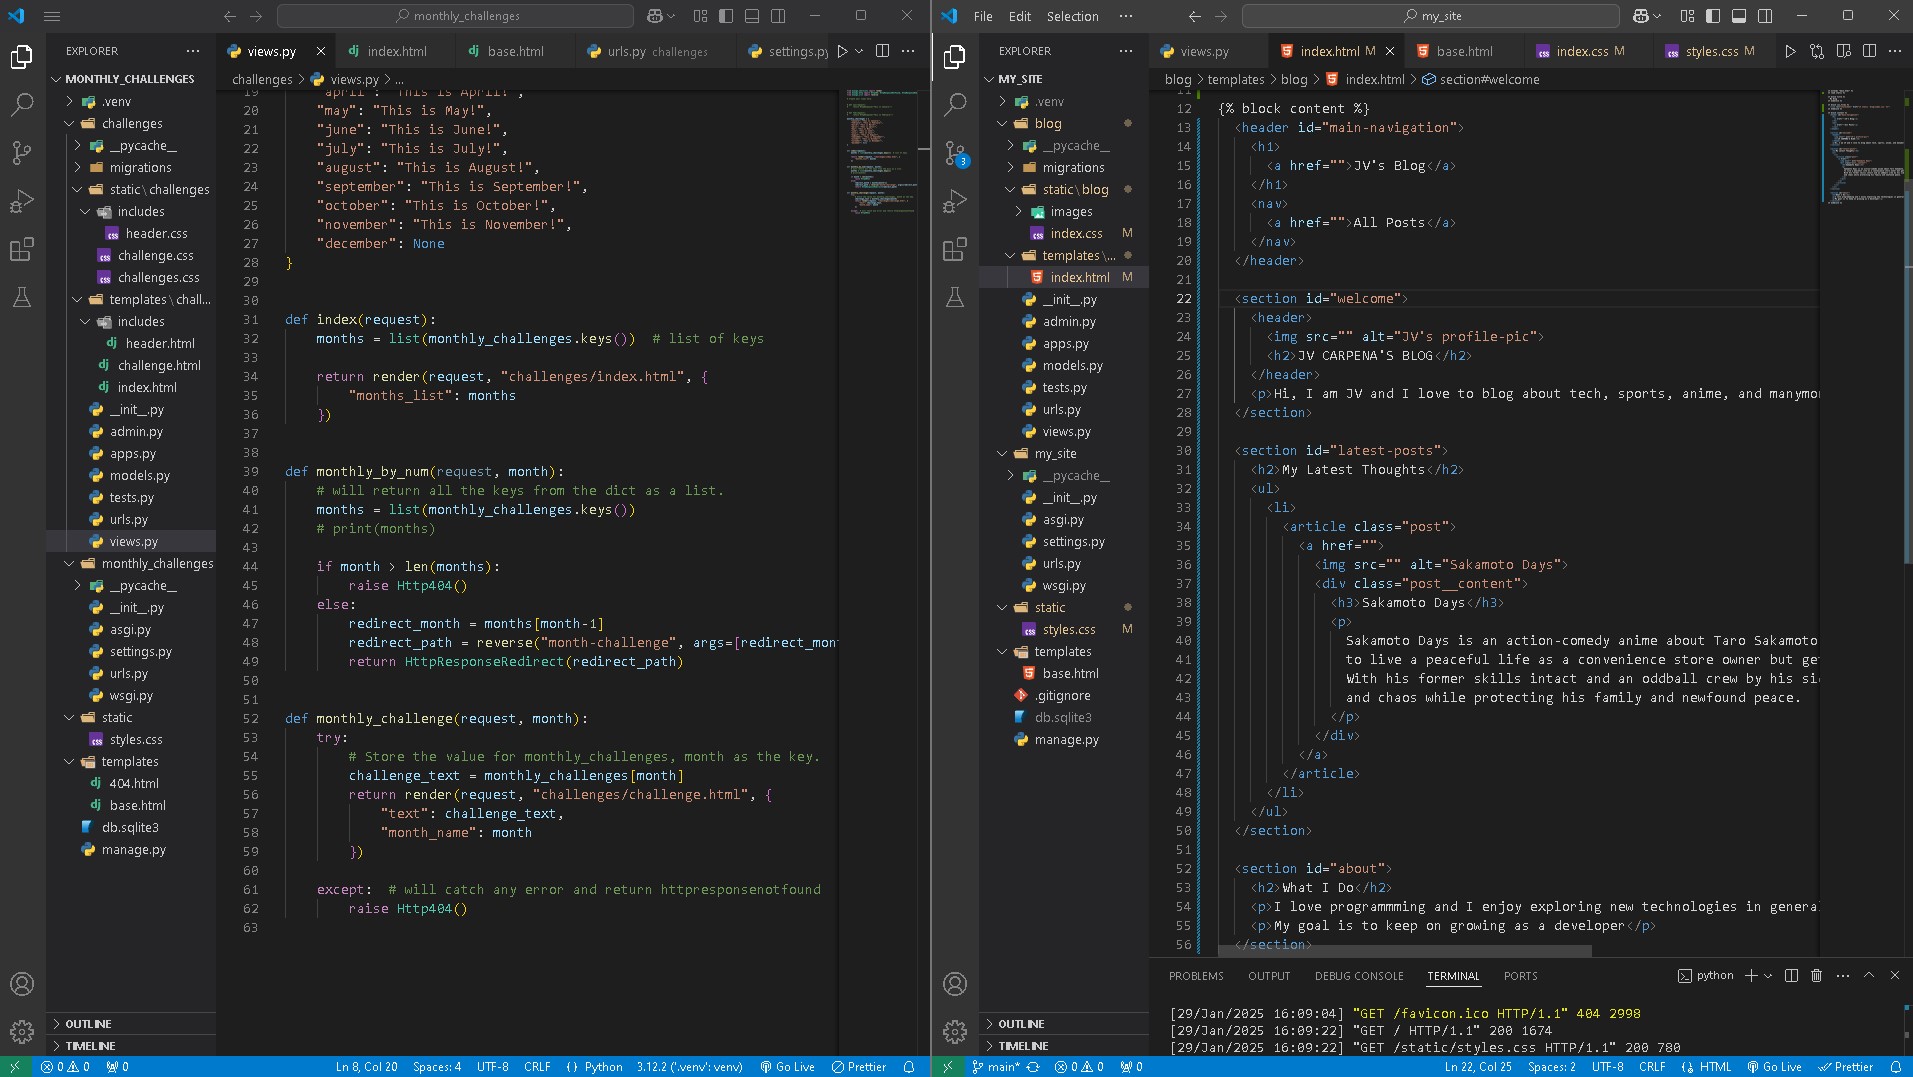 monthly_challenges
EXPLORER
views.py
index.html
base.html
urls.py challenges
settings.py
challenges > views.py > ...
MONTHLY_CHALLENGES
.venv
challenges
__pycache__
migrations
static\challenges
includes
header.css
challenge.css
challenges.css
templates\chall...
includes
header.html
challenge.html
index.html
__init__.py
admin.py
apps.py
models.py
tests.py
urls.py
views.py
monthly_challenges
__pycache__
__init__.py
asgi.py
settings.py
urls.py
wsgi.py
static
styles.css
templates
404.html
base.html
db.sqlite3
manage.py
OUTLINE
TIMELINE
19 "april": "This is April!",
20 "may": "This is May!",
21 "june": "This is June!",
22 "july": "This is July!",
23 "august": "This is August!",
24 "september": "This is September!",
25 "october": "This is October!",
26 "november": "This is November!",
27 "december": None
28 }
29
30
31 def index(request):
32 months = list(monthly_challenges.keys())  # list of keys
33
34 return render(request, "challenges/index.html", {
35 "months_list": months
36 })
37
38
39 def monthly_by_num(request, month):
40 # will return all the keys from the dict as a list.
41 months = list(monthly_challenges.keys())
42 # print(months)
43
44 if month > len(months):
45 raise Http404()
46 else:
47 redirect_month = months[month-1]
48 redirect_path = reverse("month-challenge", args=[redirect_mon
49 return HttpResponseRedirect(redirect_path)
50
51
52 def monthly_challenge(request, month):
53 try:
54 # Store the value for monthly_challenges, month as the key.
55 challenge_text = monthly_challenges[month]
56 return render(request, "challenges/challenge.html", {
57 "text": challenge_text,
58 "month_name": month
59 })
60
61 except:  # will catch any error and return httpresponsenotfound
62 raise Http404()
63
0 0 0 Ln 8, Col 20 Spaces: 4 UTF-8 CRLF {} Python 3.12.2 ('.venv': venv) Go Live Prettier
File Edit Selection ... my_site
EXPLORER
views.py
index.html M
base.html
index.css M
styles.css M
blog > templates > blog > index.html > section#welcome
MY_SITE
.venv
blog
__pycache__
migrations
static\blog
images
index.css M
templates\...
index.html M
__init__.py
admin.py
apps.py
models.py
tests.py
urls.py
views.py
my_site
__pycache__
__init__.py
asgi.py
settings.py
urls.py
wsgi.py
static
styles.css M
templates
base.html
.gitignore
db.sqlite3
manage.py
3
OUTLINE
TIMELINE
11
12 {% block content %}
13 <header id="main-navigation">
14 <h1>
15 <a href="">JV's Blog</a>
16 </h1>
17 <nav>
18 <a href="">All Posts</a>
19 </nav>
20 </header>
21
22 <section id="welcome">
23 <header>
24 <img src="" alt="JV's profile-pic">
25 <h2>JV CARPENA'S BLOG</h2>
26 </header>
27 <p>Hi, I am JV and I love to blog about tech, sports, anime, and manymo
28 </section>
29
30 <section id="latest-posts">
31 <h2>My Latest Thoughts</h2>
32 <ul>
33 <li>
34 <article class="post">
35 <a href="">
36 <img src="" alt="Sakamoto Days">
37 <div class="post__content">
38 <h3>Sakamoto Days</h3>
39 <p>
40 Sakamoto Days is an action-comedy anime about Taro Sakamoto
41 to live a peaceful life as a convenience store owner but ge
42 With his former skills intact and an oddball crew by his si
43 and chaos while protecting his family and newfound peace.
44 </p>
45 </div>
46 </a>
47 </article>
48 </li>
49 </ul>
50 </section>
51
52 <section id="about">
53 <h2>What I Do</h2>
54 <p>I love programmming and I enjoy exploring new technologies in genera
55 <p>My goal is to keep on growing as a developer</p>
56 </section>
PROBLEMS OUTPUT DEBUG CONSOLE TERMINAL PORTS python
[29/Jan/2025 16:09:04] "GET /favicon.ico HTTP/1.1" 404 2998
[29/Jan/2025 16:09:22] "GET / HTTP/1.1" 200 1674
[29/Jan/2025 16:09:22] "GET /static/styles.css HTTP/1.1" 200 780
main* 0 0 0 Ln 22, Col 25 Spaces: 2 UTF-8 CRLF {} HTML Go Live Prettier